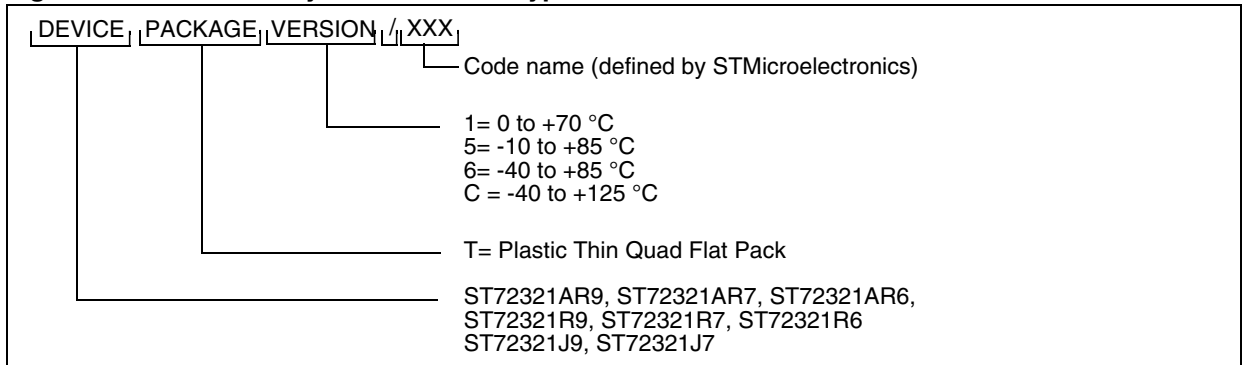 DEVICE PACKAGE VERSION / XXX
Code name (defined by STMicroelectronics)
1= 0 to +70 °C
5= -10 to +85 °C
6= -40 to +85 °C
C = -40 to +125 °C
T= Plastic Thin Quad Flat Pack
ST72321AR9, ST72321AR7, ST72321AR6,
ST72321R9, ST72321R7, ST72321R6
ST72321J9, ST72321J7